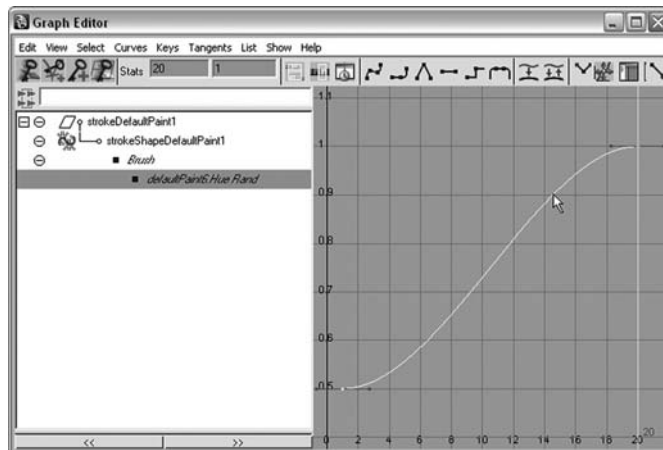 Graph Editor
Edit View Select Curves Keys Tangents List Show Help
Stats 20 1
strokeDefaultPaint1
strokeShapeDefaultPaint1
Brush
defaultPaint6.Hue Rand
<< >>
1.1
1
0.9
0.8
0.7
0.6
0.5
0 2 4 6 8 10 12 14 16 18 20
20